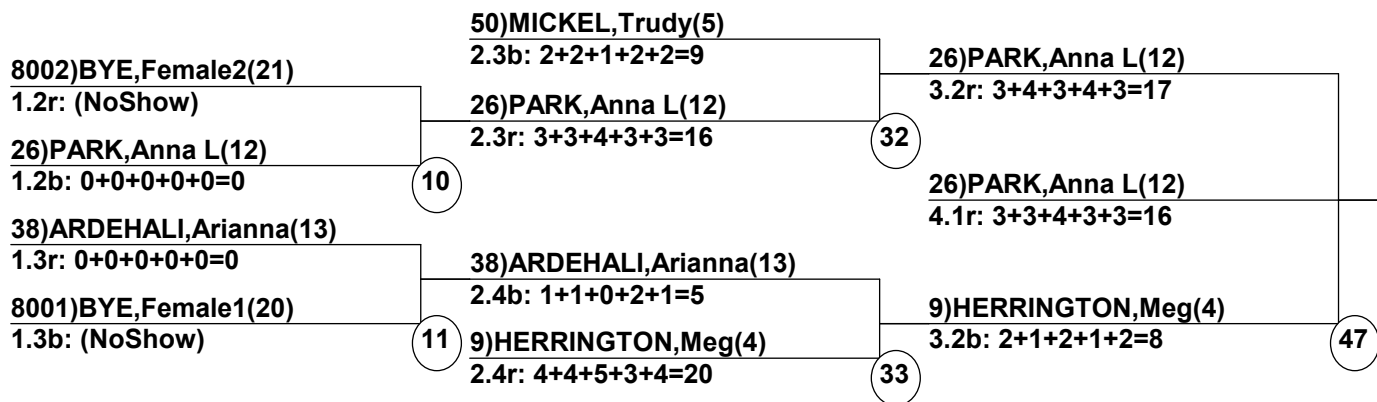 8002)BYE,Female2(21)
1.2r: (NoShow)
26)PARK,Anna L(12)
1.2b: 0+0+0+0+0=0
10
38)ARDEHALI,Arianna(13)
1.3r: 0+0+0+0+0=0
8001)BYE,Female1(20)
1.3b: (NoShow)
11
50)MICKEL,Trudy(5)
2.3b: 2+2+1+2+2=9
26)PARK,Anna L(12)
2.3r: 3+3+4+3+3=16
32
38)ARDEHALI,Arianna(13)
2.4b: 1+1+0+2+1=5
9)HERRINGTON,Meg(4)
2.4r: 4+4+5+3+4=20
33
26)PARK,Anna L(12)
3.2r: 3+4+3+4+3=17
26)PARK,Anna L(12)
4.1r: 3+3+4+3+3=16
9)HERRINGTON,Meg(4)
3.2b: 2+1+2+1+2=8
47